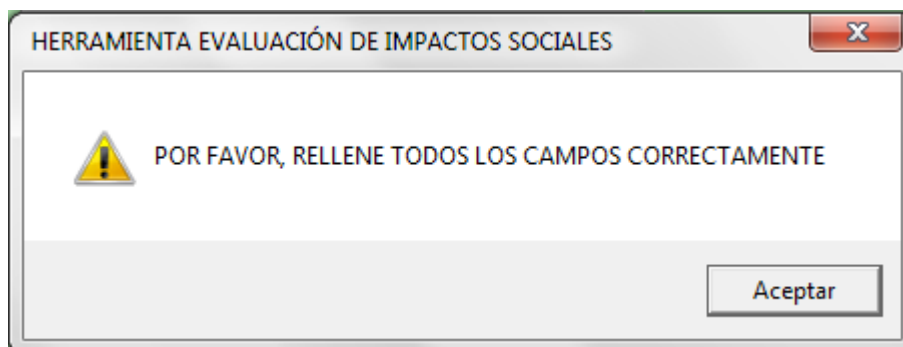 HERRAMIENTA EVALUACIÓN DE IMPACTOS SOCIALES
POR FAVOR, RELLENE TODOS LOS CAMPOS CORRECTAMENTE
Aceptar